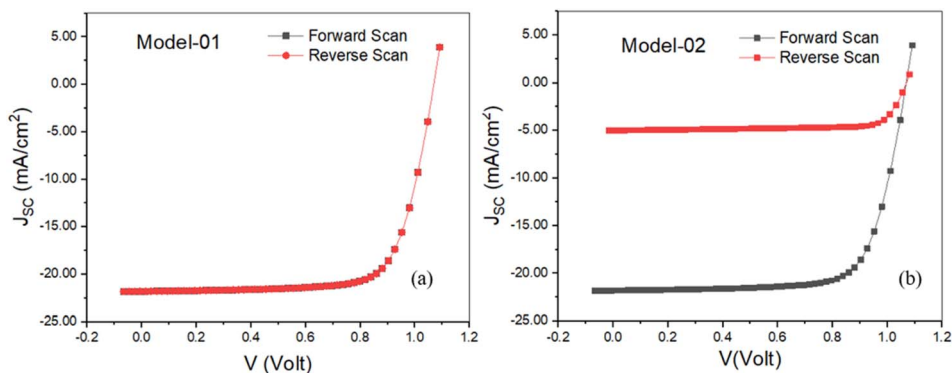 Model-01
Forward Scan
Reverse Scan
5.00
0.00
-5.00
-10.00
-15.00
-20.00
-25.00
J_SC (mA/cm²)
-0.2
0.0
0.2
0.4
0.6
0.8
1.0
1.2
V (Volt)
(a)
Model-02
Forward Scan
Reverse Scan
5.00
0.00
-5.00
-10.00
-15.00
-20.00
-25.00
J_SC (mA/cm²)
-0.2
0.0
0.2
0.4
0.6
0.8
1.0
1.2
V(Volt)
(b)